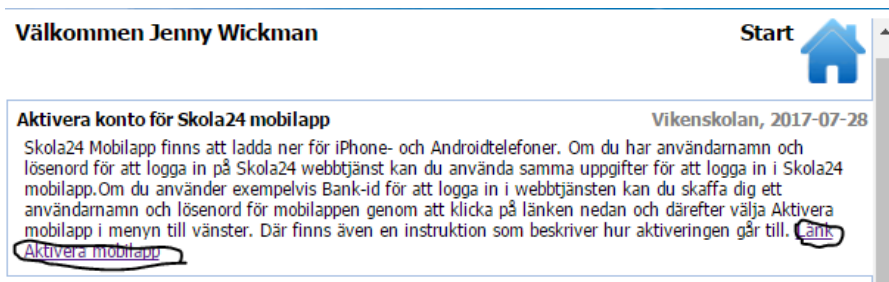 Välkommen Jenny Wickman Start
Aktivera konto för Skola24 mobilapp Vikenskolan, 2017-07-28
Skola24 Mobilapp finns att ladda ner för iPhone- och Androidtelefoner. Om du har användarnamn och
lösenord för att logga in på Skola24 webbtjänst kan du använda samma uppgifter för att logga in i Skola24
mobilapp.Om du använder exempelvis Bank-id för att logga in i webbtjänsten kan du skaffa dig ett
användarnamn och lösenord för mobilappen genom att klicka på länken nedan och därefter välja Aktivera
mobilapp i menyn till vänster. Där finns även en instruktion som beskriver hur aktiveringen går till. Länk
Aktivera mobilapp